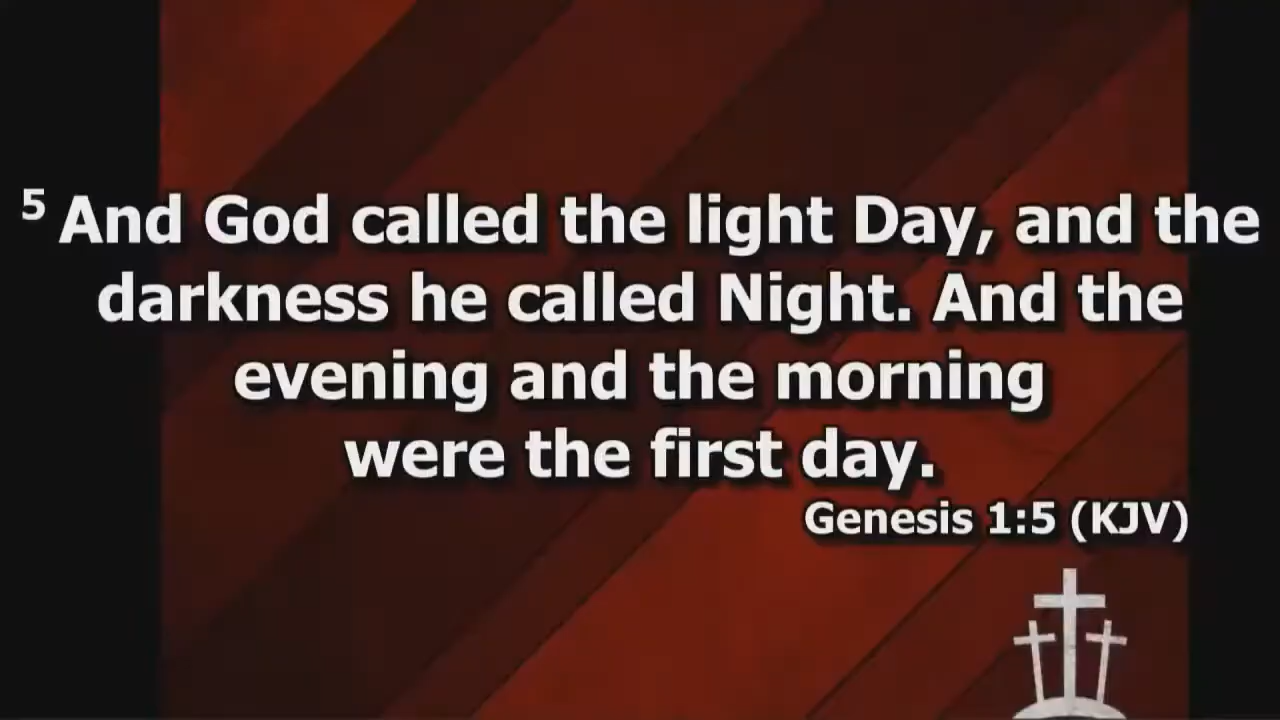 5 And God called the light Day, and the
darkness he called Night. And the
evening and the morning
were the first day.
Genesis 1:5 (KJV)